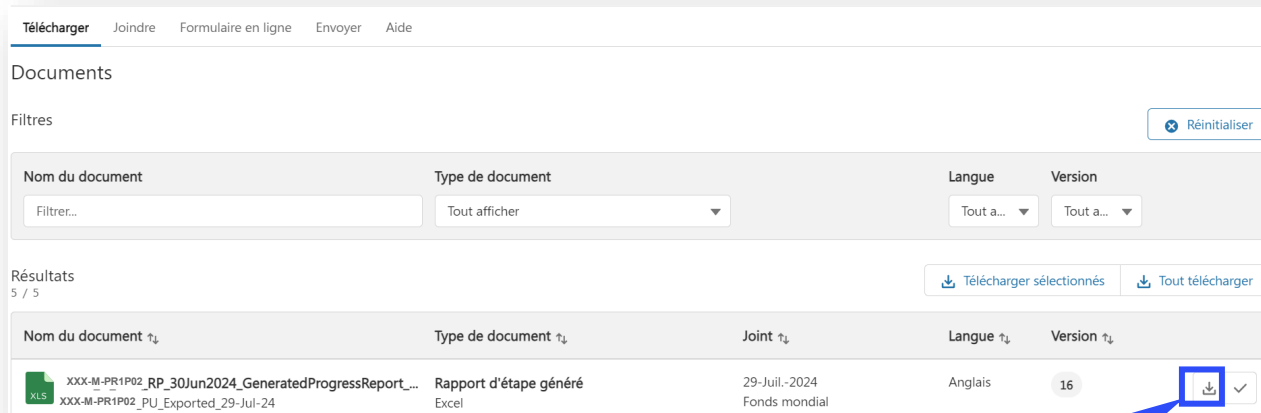 Télécharger Joindre Formulaire en ligne Envoyer Aide
Documents
Filtres
Réinitialiser
Nom du document Type de document Langue Version
Filtrer... Tout afficher Tout a... Tout a...
Résultats
5 / 5
Télécharger sélectionnés Tout télécharger
Nom du document Type de document Joint Langue Version
XLS XXX-M-PR1P02_RP_30Jun2024_GeneratedProgressReport_... Rapport d'étape généré 29-Juil.-2024 Anglais 16
XXX-M-PR1P02_PU_Exported_29-Jul-24 Excel Fonds mondial